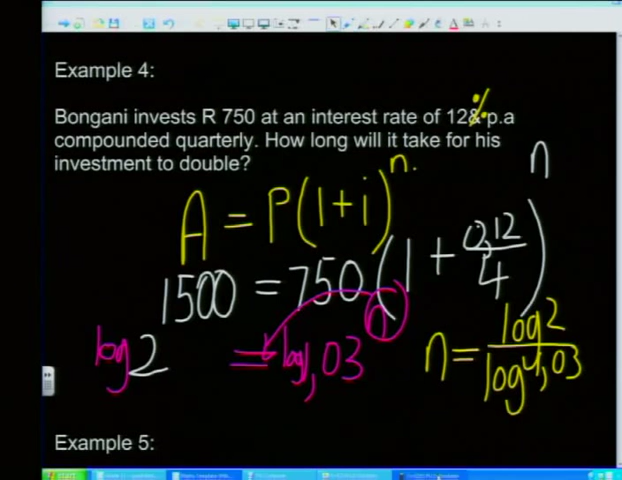 Example 4:
Bongani invests R 750 at an interest rate of 12% p.a
compounded quarterly. How long will it take for his
investment to double?
A = P(1+i)^n.
1500 = 750(1 + 0,12/4)^n
log 2 = n log 1,03
n = log 2 / log 1,03
Example 5:
start